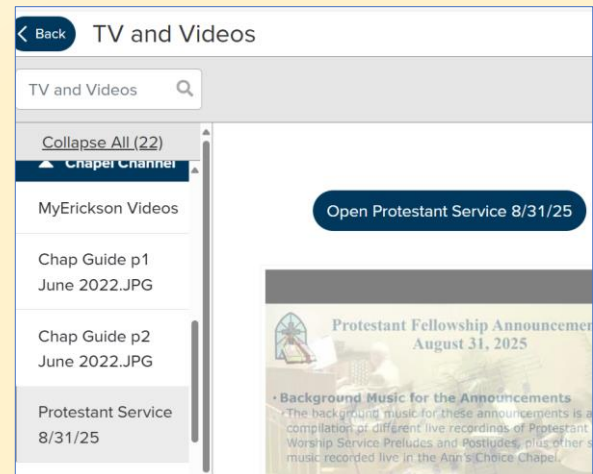 Back
TV and Videos
TV and Videos
Collapse All (22)
Chapel Channel
MyErickson Videos
Chap Guide p1
June 2022.JPG
Chap Guide p2
June 2022.JPG
Protestant Service
8/31/25
Open Protestant Service 8/31/25
Protestant Fellowship Announcemen
August 31, 2025
• Background Music for the Announcements
•The background music for these announcements is a
compilation of different live recordings of Protestant
Worship Service Preludes and Postludes, plus other s
music recorded live in the Ann's Choice Chapel.